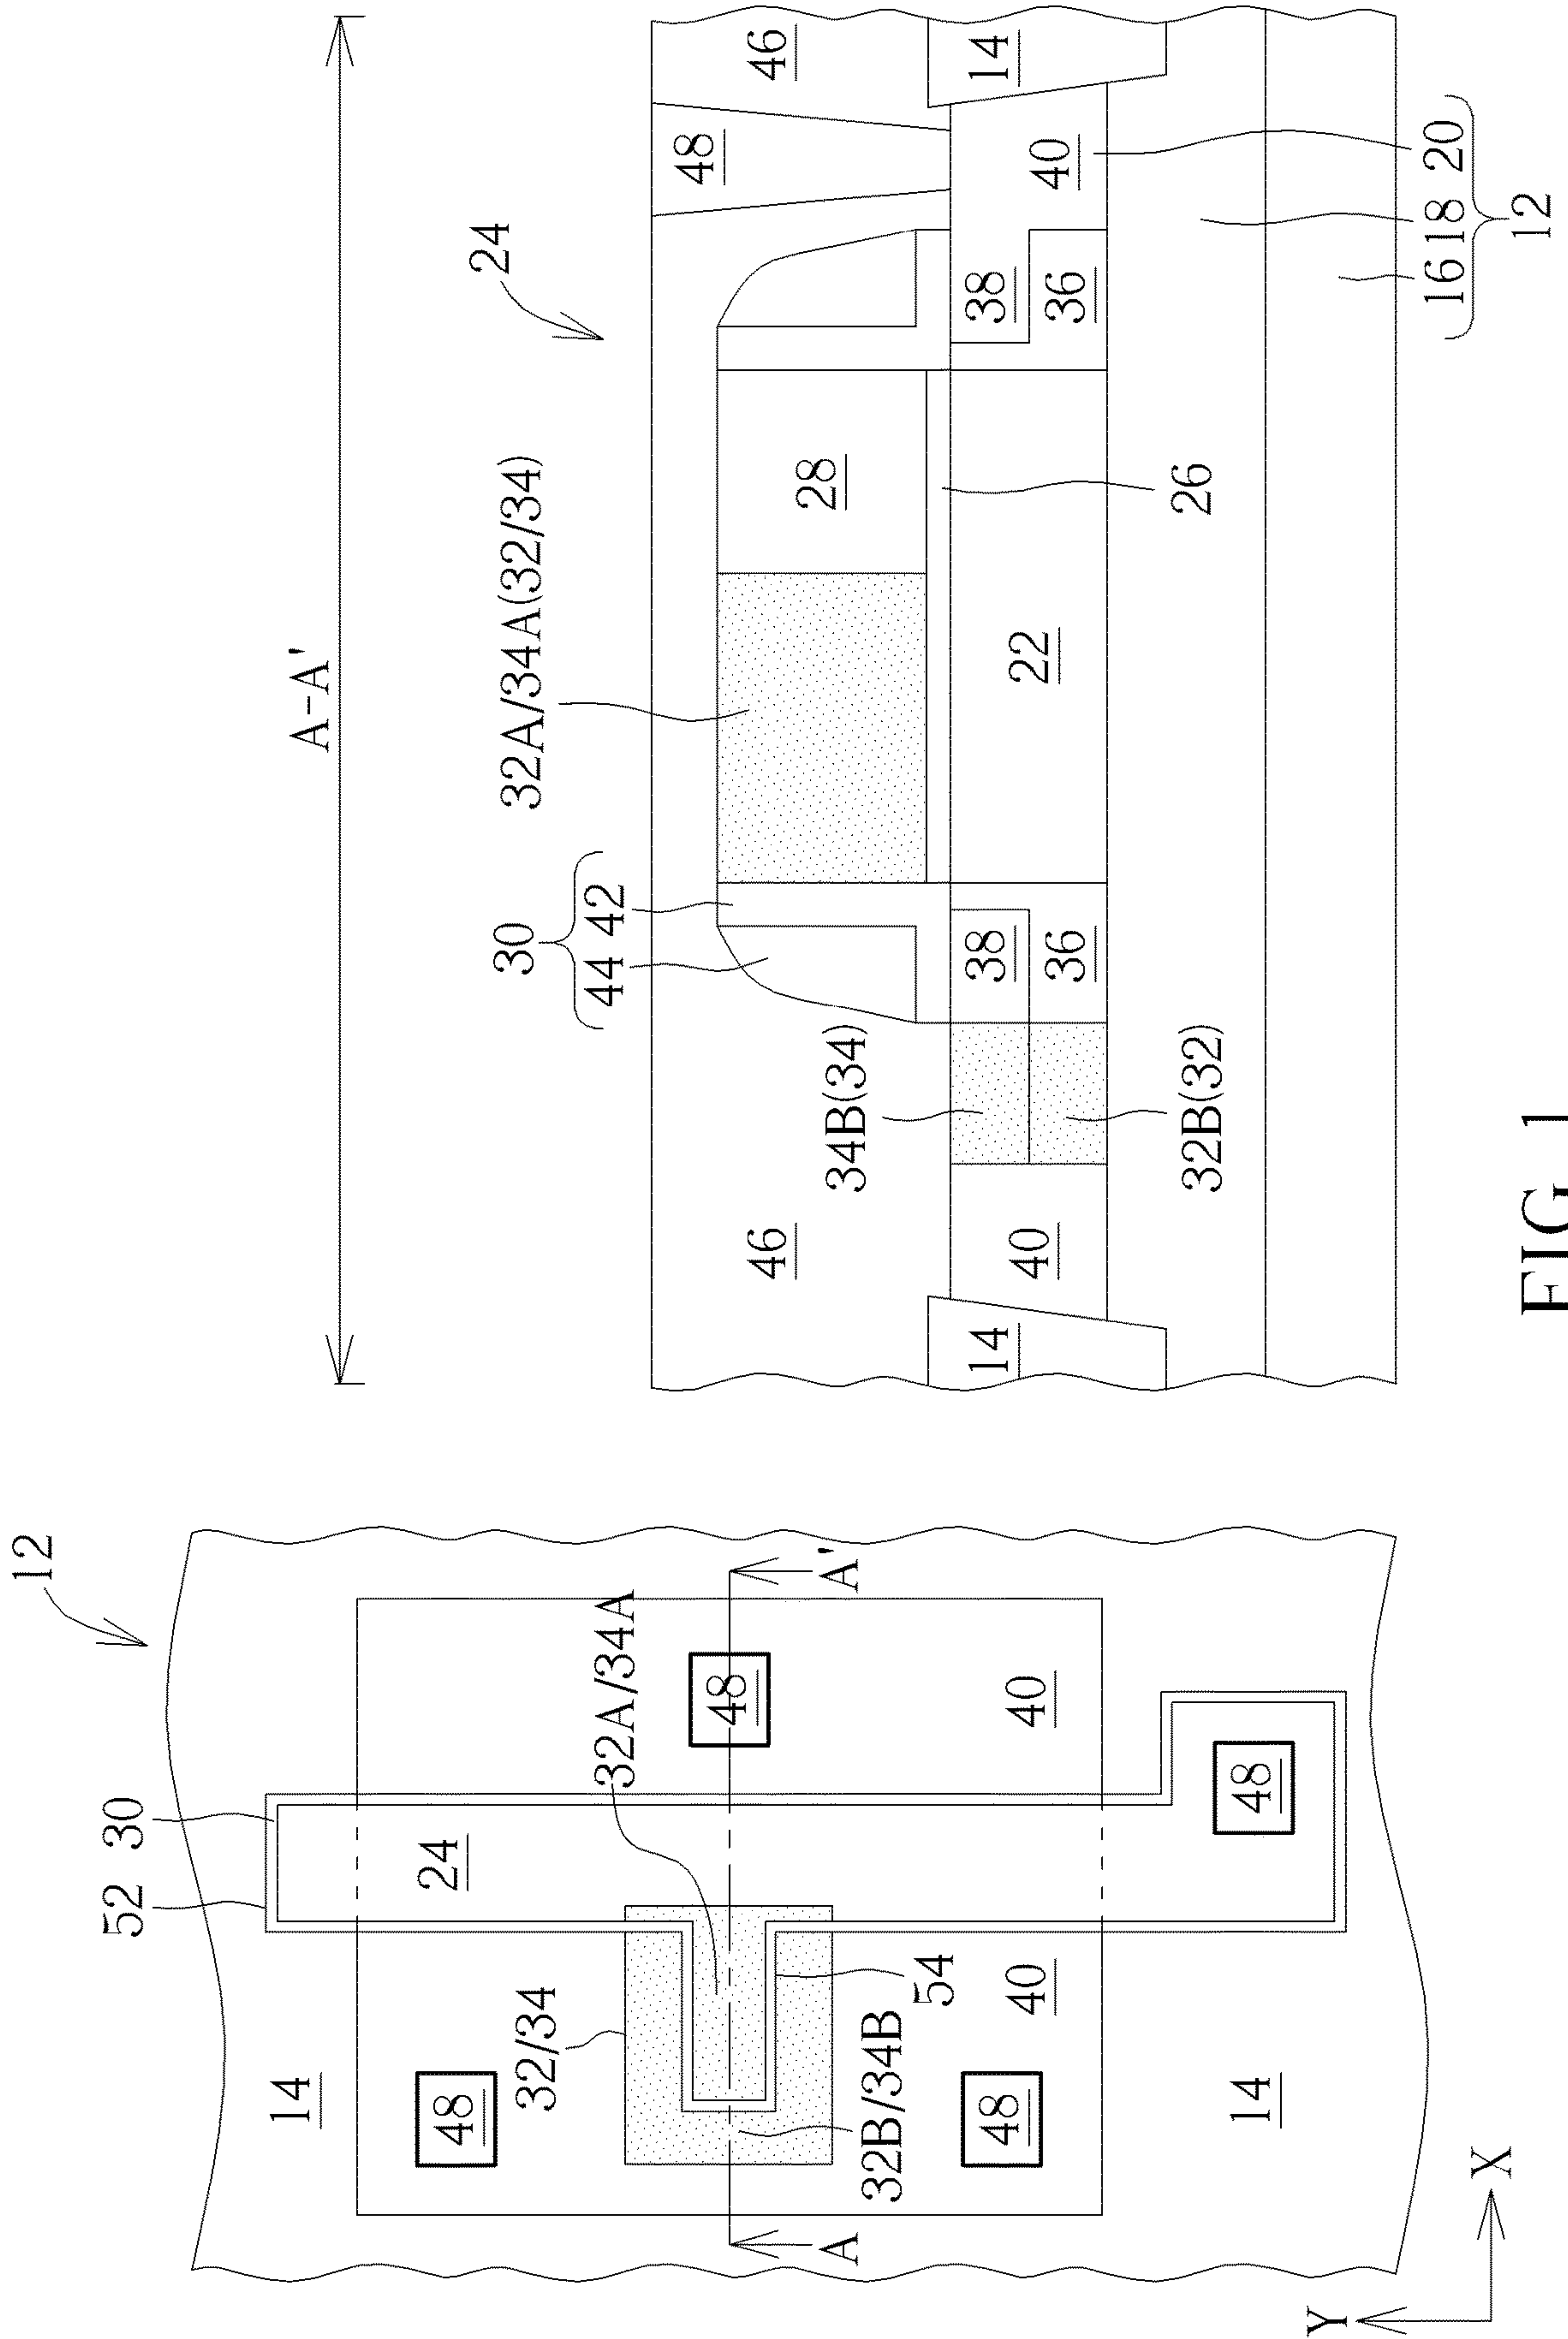 12
52 30
14
48 24
32/34
32A/34A
48
A A'
32B/34B
54
48
40 40
14 48
Y
X
A-A'
24
30 32A/34A(32/34)
44 42
48
46 28 46
34B(34)
14 38 38 14
40 22 40
36 36
32B(32) 26
16 18 20
12
FIG 1